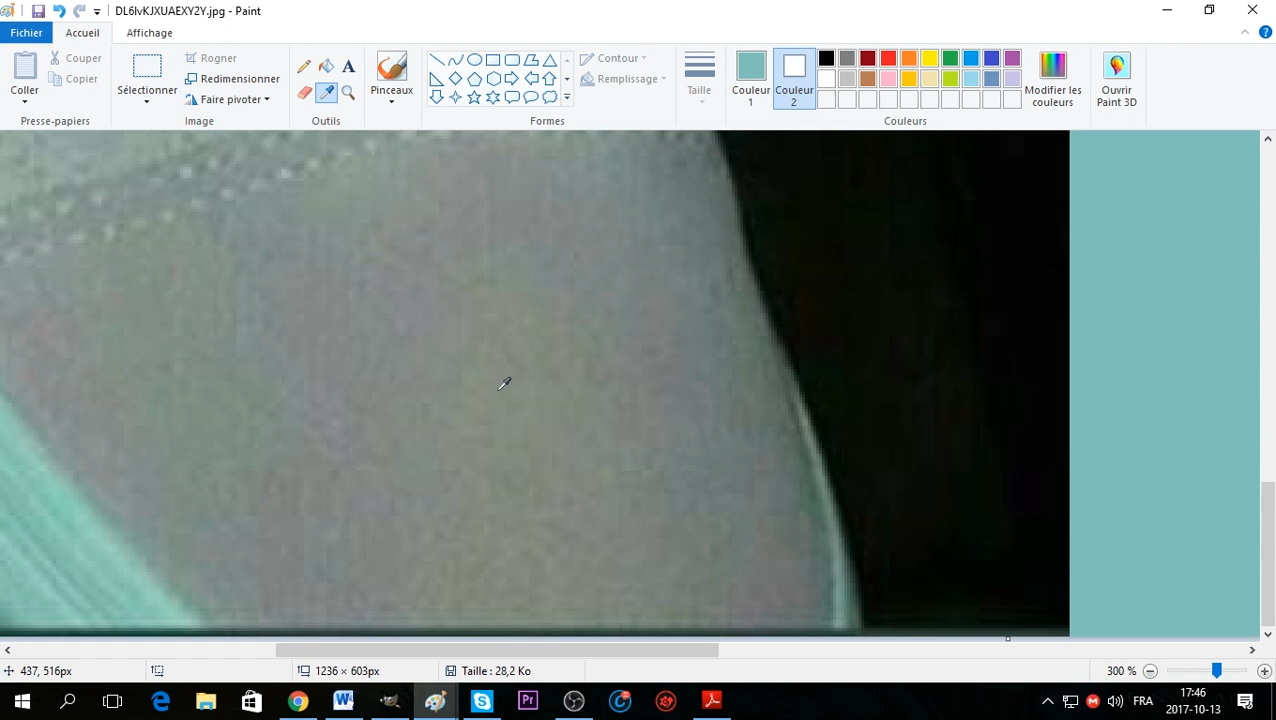 DL6lvKJXUAEXY2Y.jpg - Paint
Fichier Accueil Affichage
Coller
Couper
Copier
Presse-papiers
Sélectionner
Rogner
Redimensionner
Faire pivoter
Image
A
Outils
Pinceaux
Contour
Remplissage
Formes
Taille
Couleur 1
Couleur 2
Modifier les couleurs
Couleurs
Ouvrir Paint 3D
437, 516px
1236 × 603px
Taille : 28,2 Ko
300 %
FRA
17:46
2017-10-13